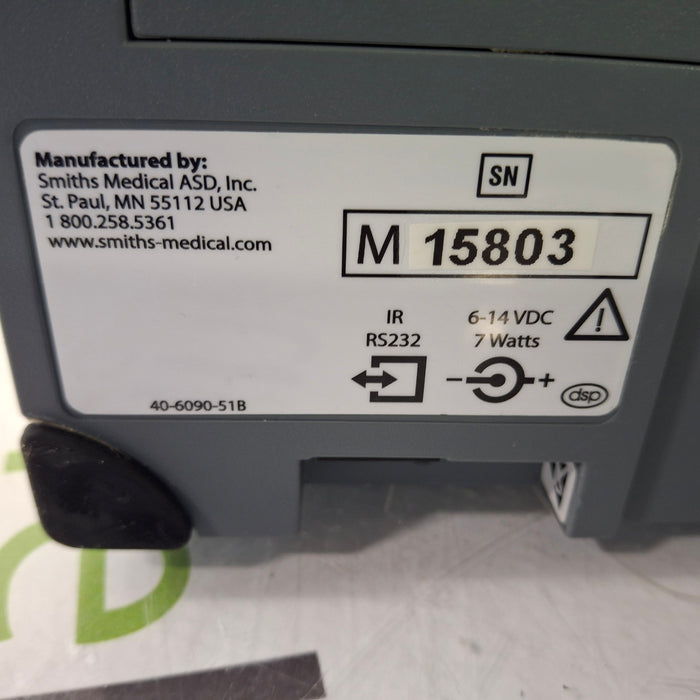 Manufactured by:
Smiths Medical ASD, Inc.
St. Paul, MN 55112 USA
1 800.258.5361
www.smiths-medical.com
SN
M 15803
IR
RS232
6-14 VDC
7 Watts
- +
dsp
40-6090-51B